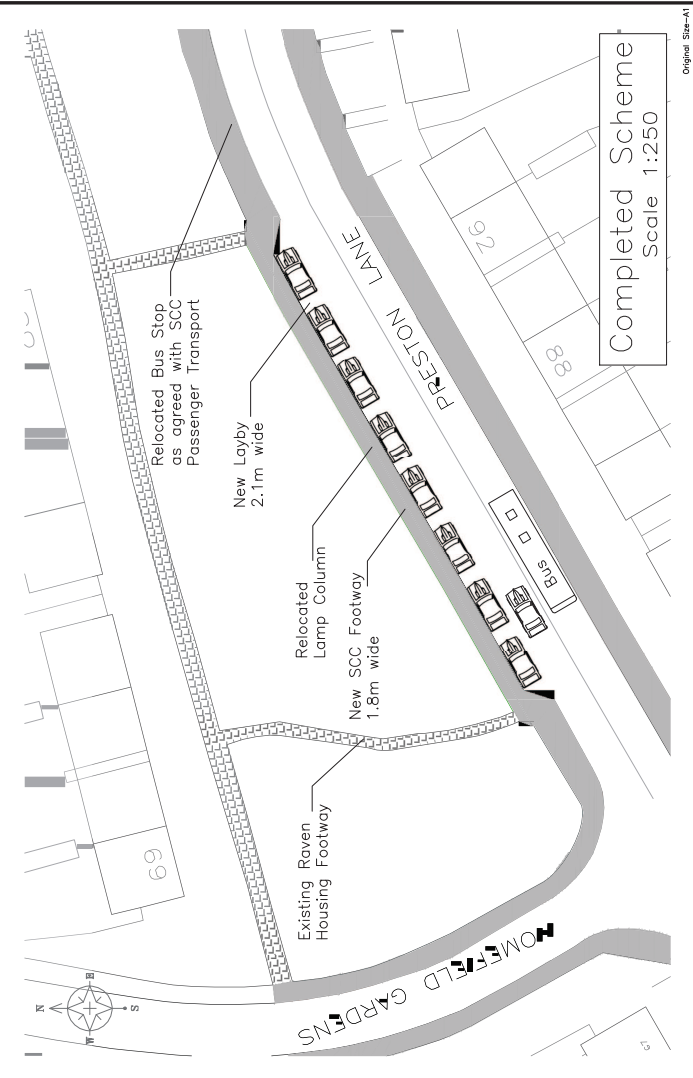 Original Size–A1
Completed Scheme
Scale 1:250
Relocated Bus Stop
as agreed with SCC
Passenger Transport
New Layby
2.1m wide
Relocated
Lamp Column
New SCC Footway
1.8m wide
Existing Raven
Housing Footway
PRESTON LANE
HOMEFIELD GARDENS
Bus
92
88
69
N
E
S
W